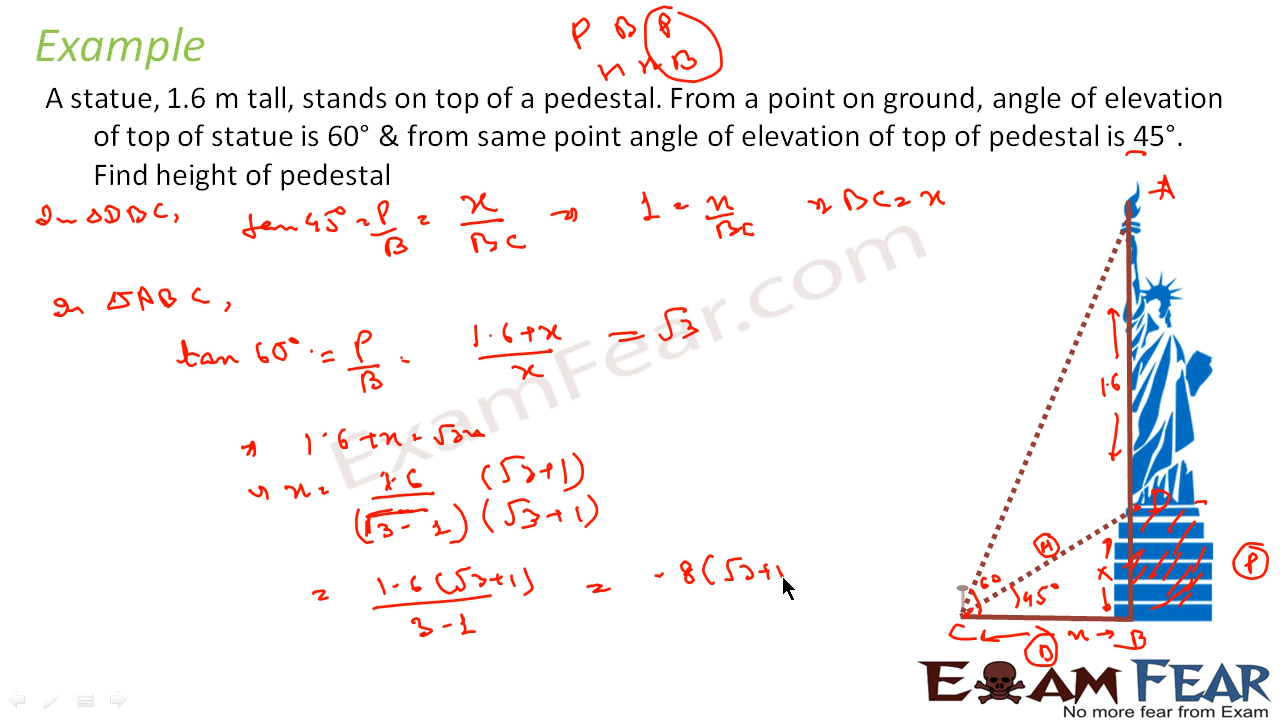 Example
P B P
n n B
A statue, 1.6 m tall, stands on top of a pedestal. From a point on ground, angle of elevation
of top of statue is 60° & from same point angle of elevation of top of pedestal is 45°.
Find height of pedestal
In ΔDBC, tan 45° = P/B = x/BC ⇒ 1 = x/BC ⇒ BC = x
In ΔABC,
tan 60° = P/B = 1.6+x/x = √3
⇒ 1.6+x = √3x
⇒ x = 1.6 (√3+1)/(√3-1)(√3+1)
= 1.6(√3+1)/3-1 = .8(√3+1
A
1.6
D
H
P
x
60
45°
C x B
B
ExamFear.com
EXAM FEAR
No more fear from Exam